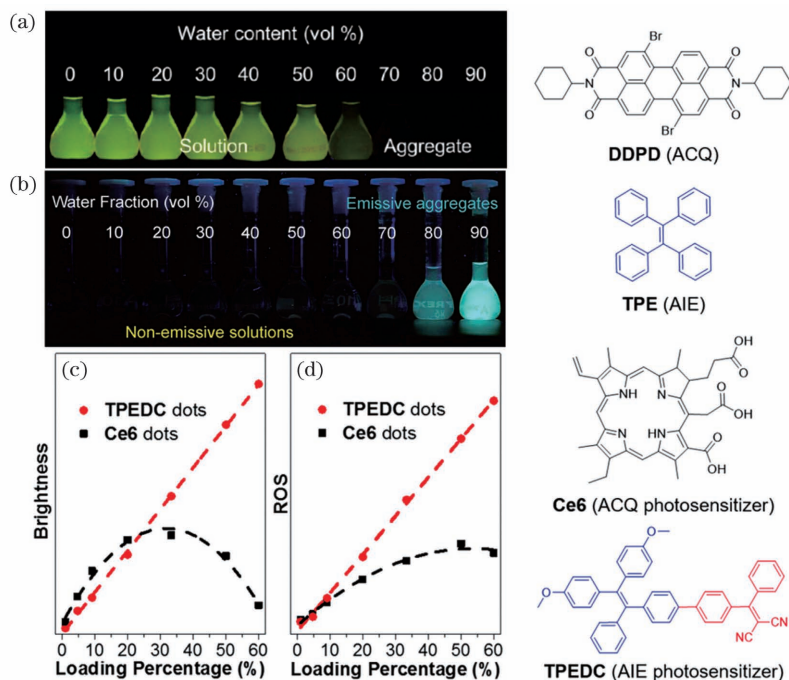 (a)
Water content (vol %)
0 10 20 30 40 50 60 70 80 90
Solution Aggregate
(b)
Water Fraction (vol %) Emissive aggregates
0 10 20 30 40 50 60 70 80 90
Non-emissive solutions
(c)
TPEDC dots
Ce6 dots
Brightness
0 10 20 30 40 50 60
Loading Percentage (%)
(d)
TPEDC dots
Ce6 dots
ROS
0 10 20 30 40 50 60
Loading Percentage (%)
Br
O O
N N
O O
Br
DDPD (ACQ)
TPE (AIE)
O OH
NH N
O
OH
N HN
O
OH
Ce6 (ACQ photosensitizer)
O
O
NC CN
TPEDC (AIE photosensitizer)